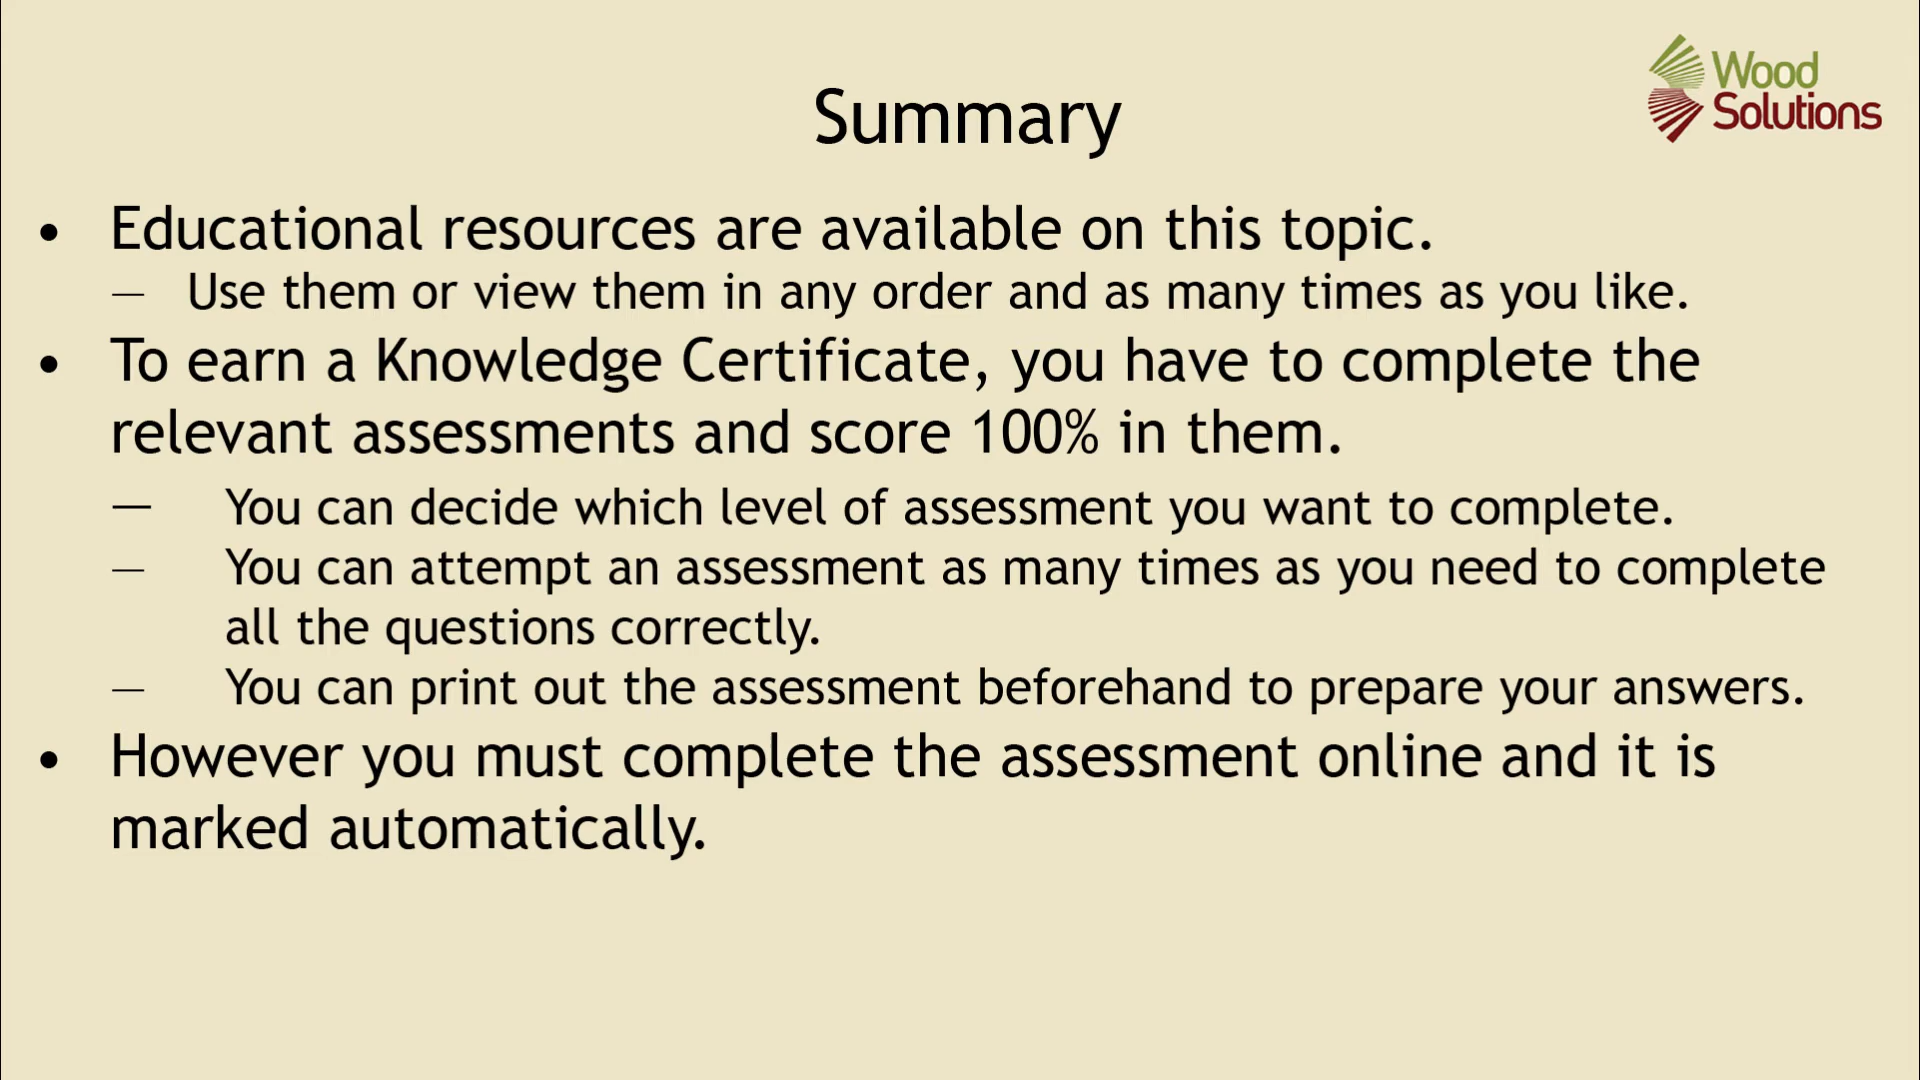 Wood
Solutions
Summary
• Educational resources are available on this topic.
— Use them or view them in any order and as many times as you like.
• To earn a Knowledge Certificate, you have to complete the
relevant assessments and score 100% in them.
— You can decide which level of assessment you want to complete.
— You can attempt an assessment as many times as you need to complete
all the questions correctly.
— You can print out the assessment beforehand to prepare your answers.
• However you must complete the assessment online and it is
marked automatically.